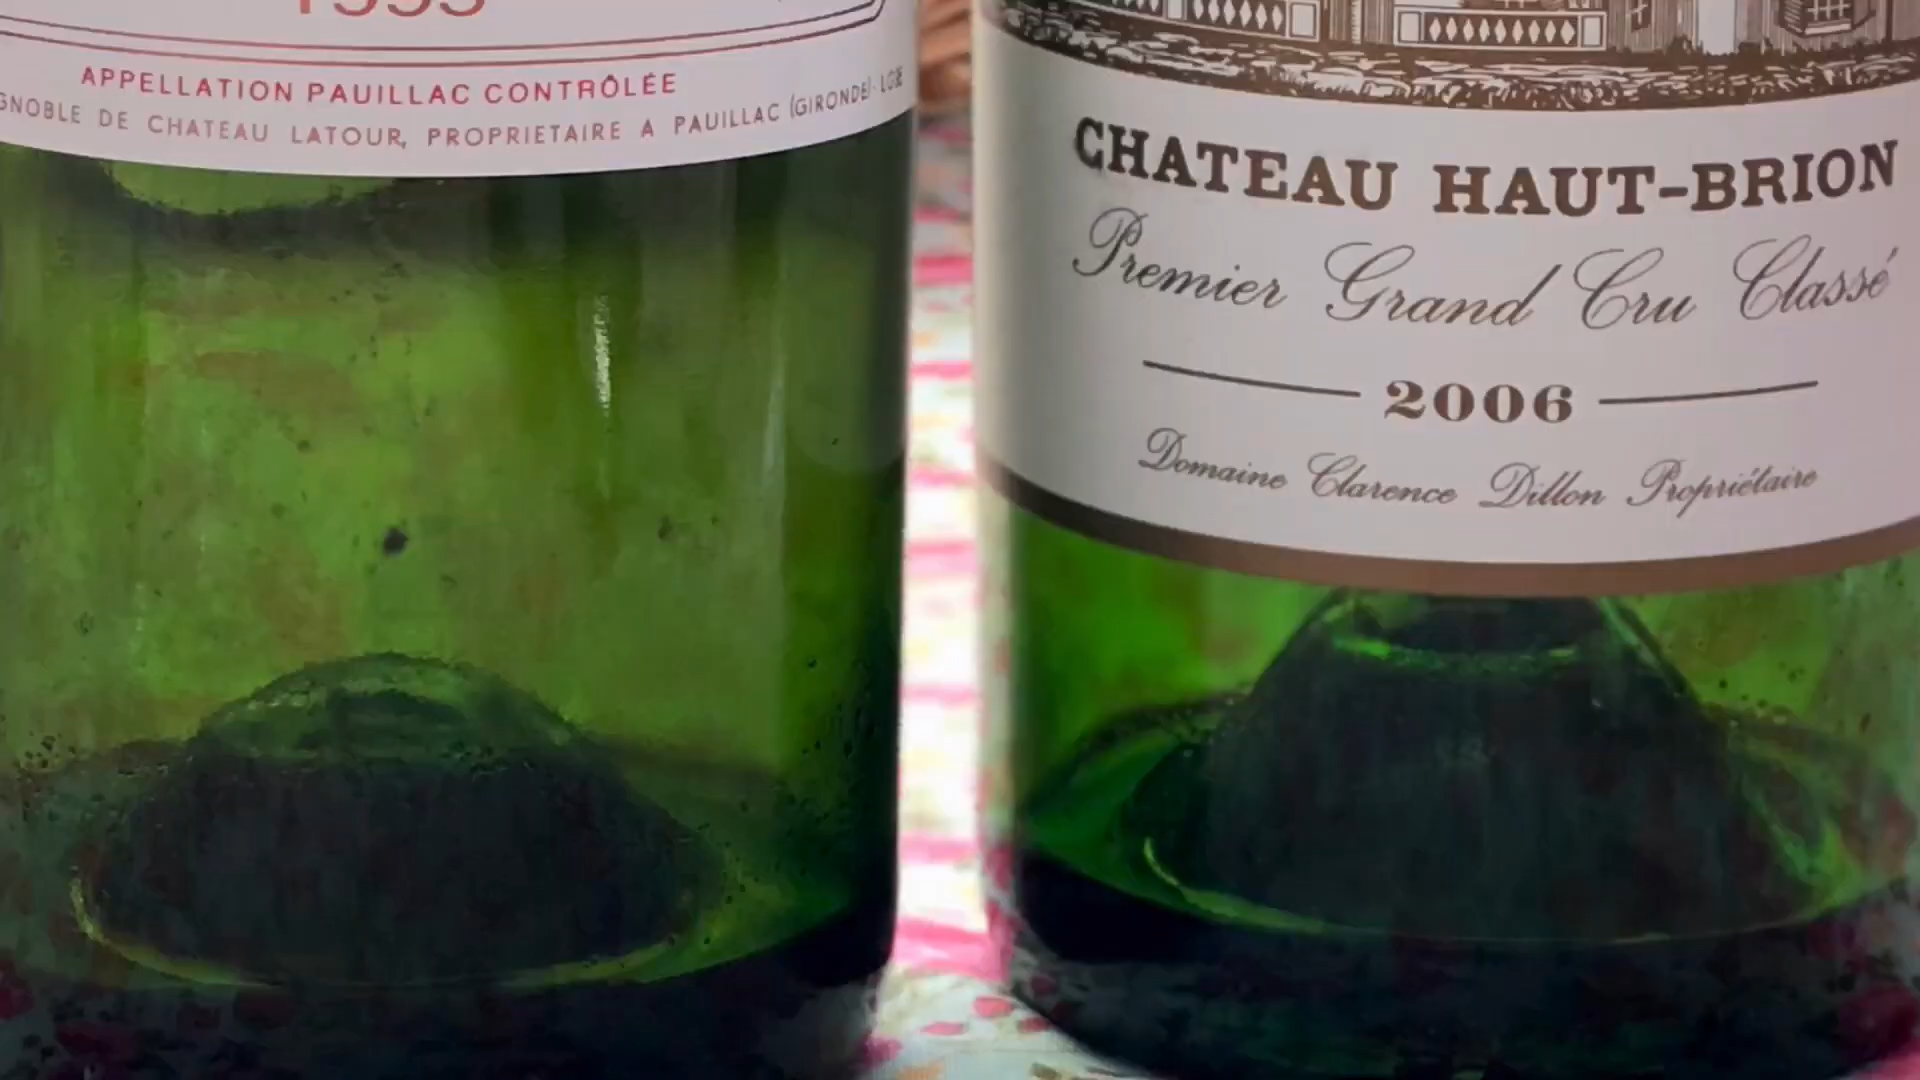 APPELLATION PAUILLAC CONTRÔLÉE
DE CHATEAU LATOUR, PROPRIETAIRE A PAUILLAC (GIRONDE)-
CHATEAU HAUT-BRION
Premier Grand Cru Classé
2006
Domaine Clarence Dillon Propriétaire